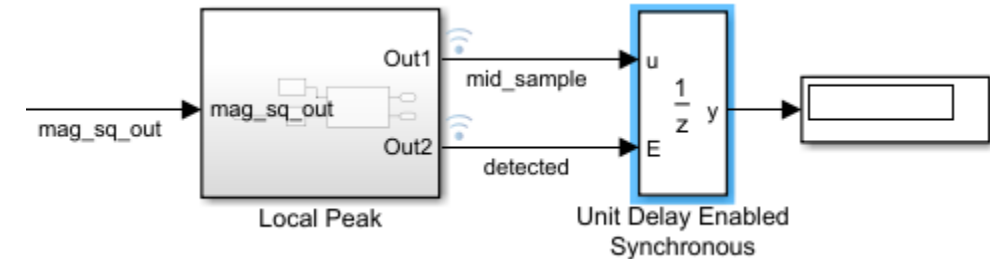 mag_sq_out
mag_sq_out
Out1
Out2
Local Peak
mid_sample
detected
u
E
1
z
y
Unit Delay Enabled
Synchronous